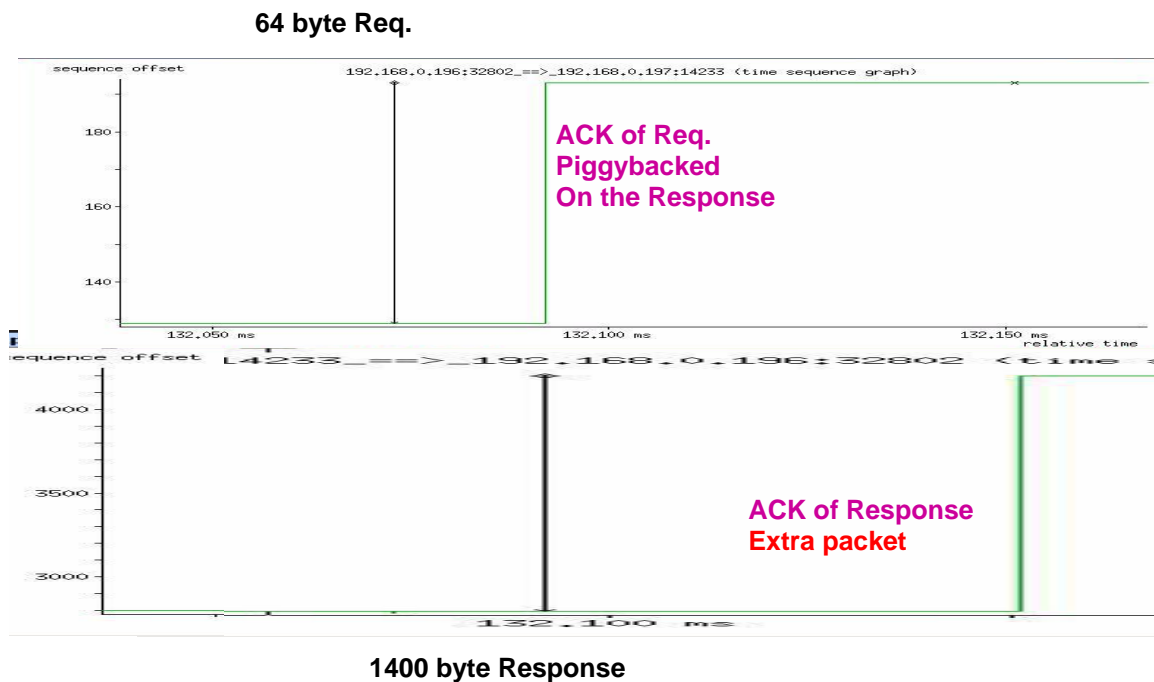 64 byte Req.
sequence offset
192.168.0.196:32802_==>_192.168.0.197:14233 (time sequence graph)
180
ACK of Req.
Piggybacked
On the Response
160
140
132.050 ms
132.100 ms
132.150 ms
relative time
equence offset
14233_==>_192.168.0.196:32802 (time
4000
3500
ACK of Response
Extra packet
3000
132.100 ms
1400 byte Response